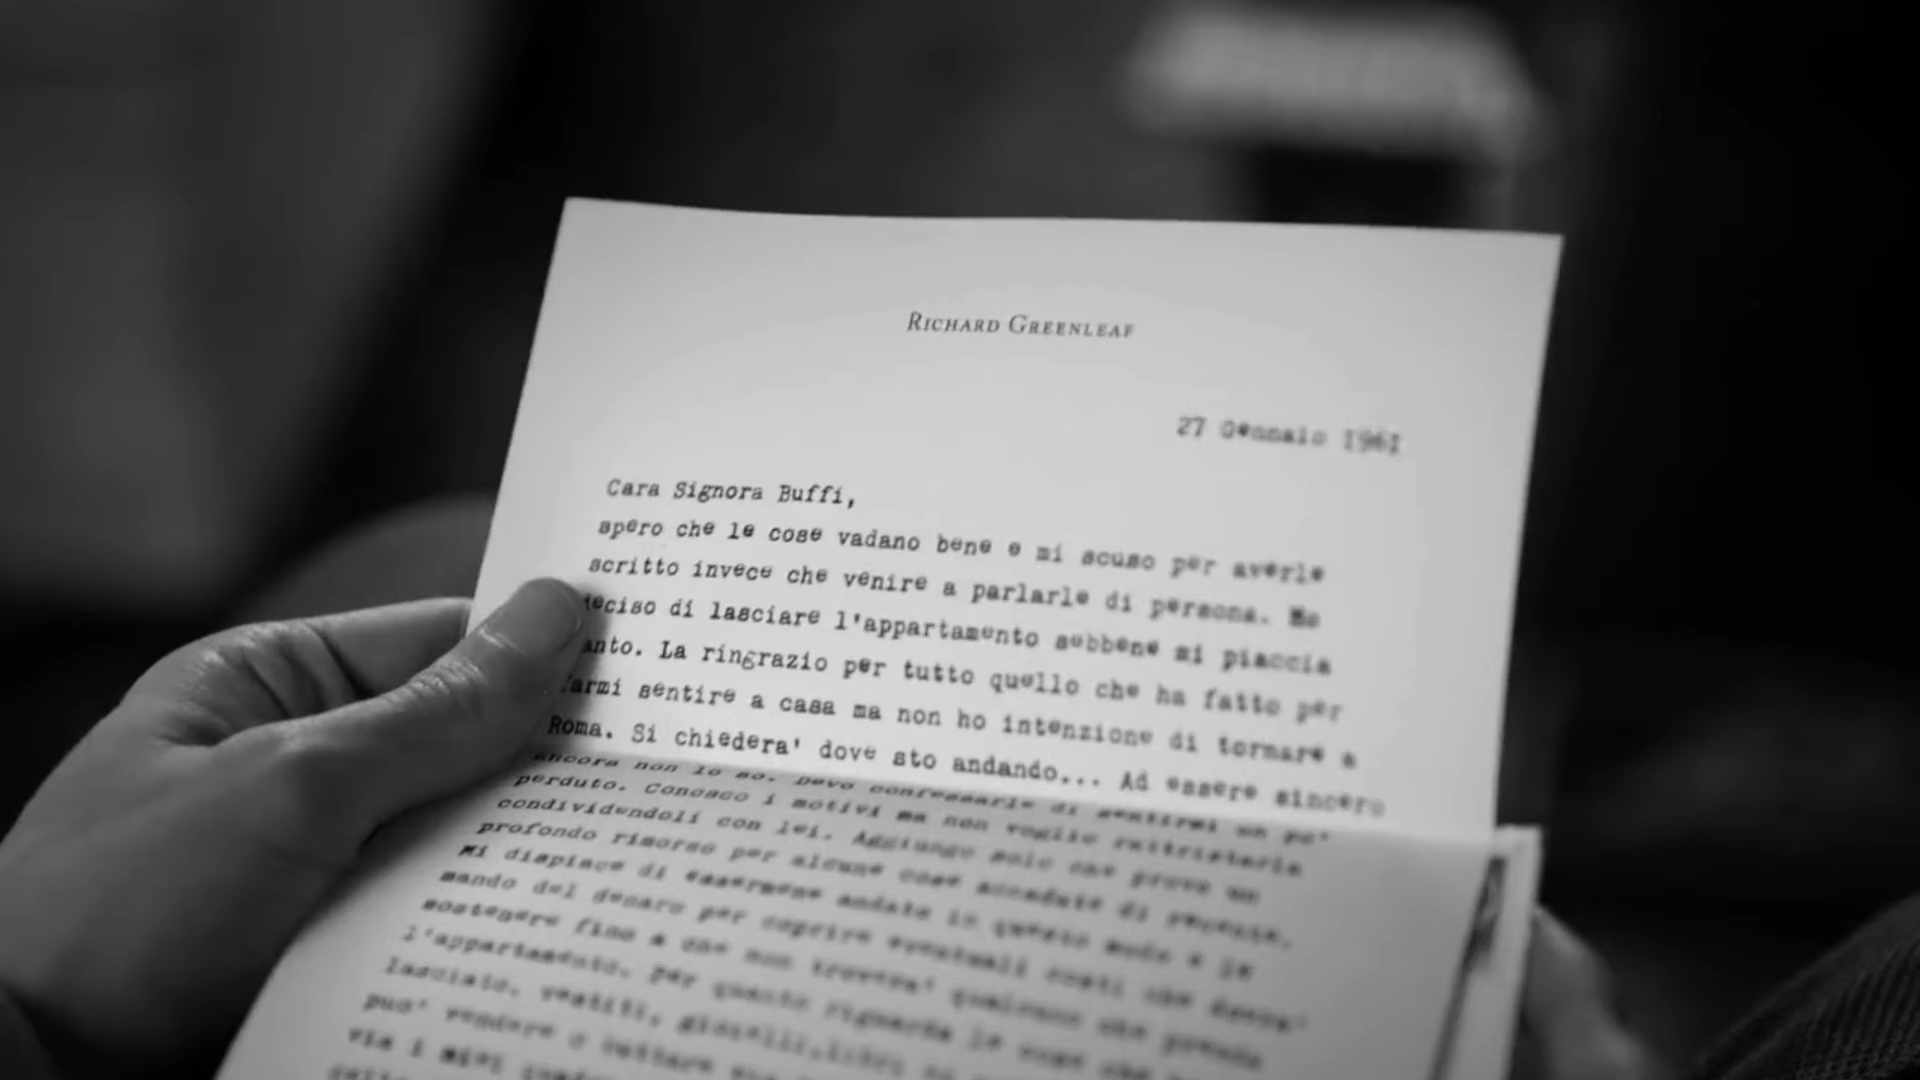 RICHARD GREENLEAF
27 Gennaio 1961
Cara Signora Buffi,
spero che le cose vadano bene e mi scuso per averle
scritto invece che venire a parlarle di persona. Ho
deciso di lasciare l'appartamento sebbene mi piaccia
tanto. La ringrazio per tutto quello che ha fatto per
farmi sentire a casa ma non ho intenzione di tornare a
Roma. Si chiedera' dove sto andando... Ad essere sincero
ancora non lo so. Devo confessarle di sentirmi un po'
perduto. Conosco i motivi ma non voglio rattristarla
condividendoli con lei. Aggiungo solo che provo un
profondo rimorso per alcune cose accadute di recente.
Mi dispiace di essermene andato in questo modo e le
mando del denaro per coprire eventuali costi che dovra'
sostenere fino a che non trovera' qualcuno che prenda
l'appartamento. per quanto riguarda le cose che
lasciato, vestiti, gioielli, libri
puo' vendere o buttare
via i miei